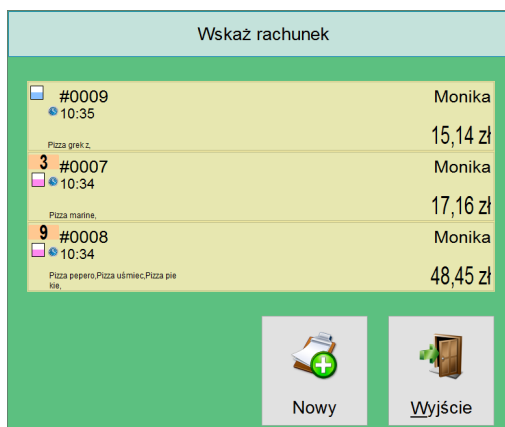 Wskaż rachunek
#0009 Monika
10:35
15,14 zł
Pizza grek z,
3 #0007 Monika
10:34
17,16 zł
Pizza marine,
9 #0008 Monika
10:34
48,45 zł
Pizza pepero,Pizza uśmiec,Pizza pie
kie,
Nowy Wyjście